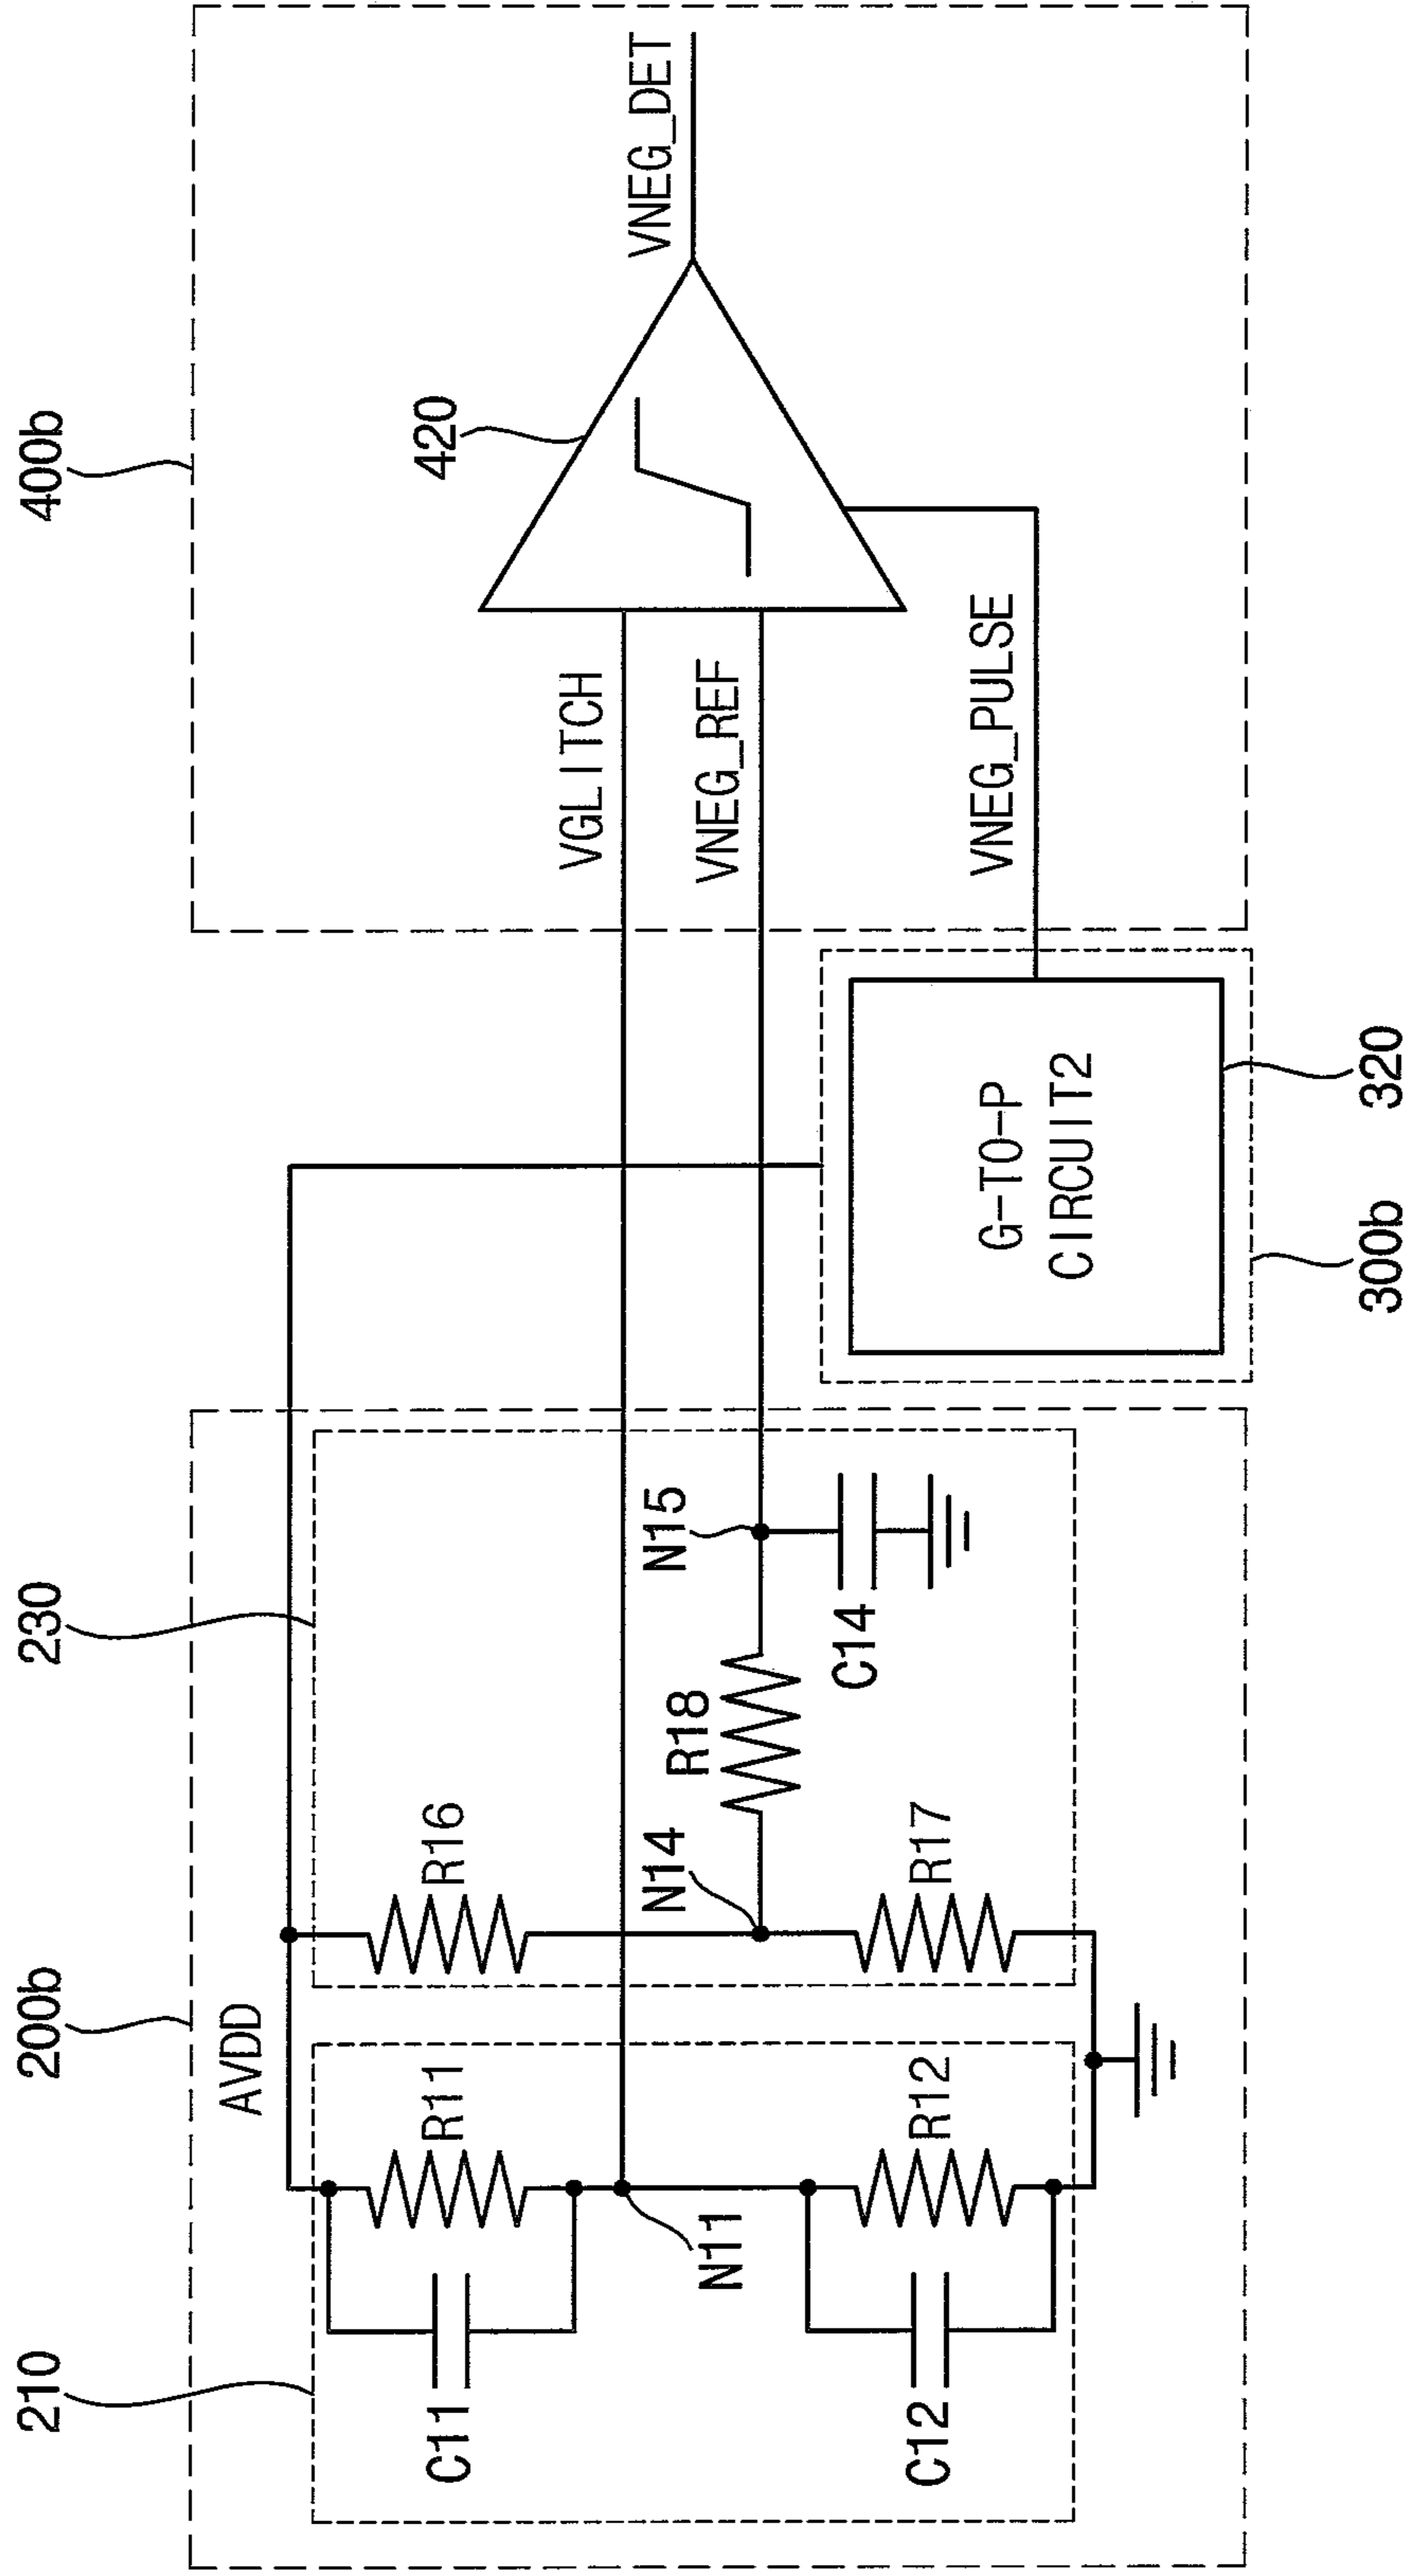 200b
400b
210
230
AVDD
C11
R11
R16
N11
N14
R18
N15
C12
R12
R17
C14
VGLITCH
VNEG_REF
420
VNEG_DET
G-TO-P
CIRCUIT2
VNEG_PULSE
300b
320